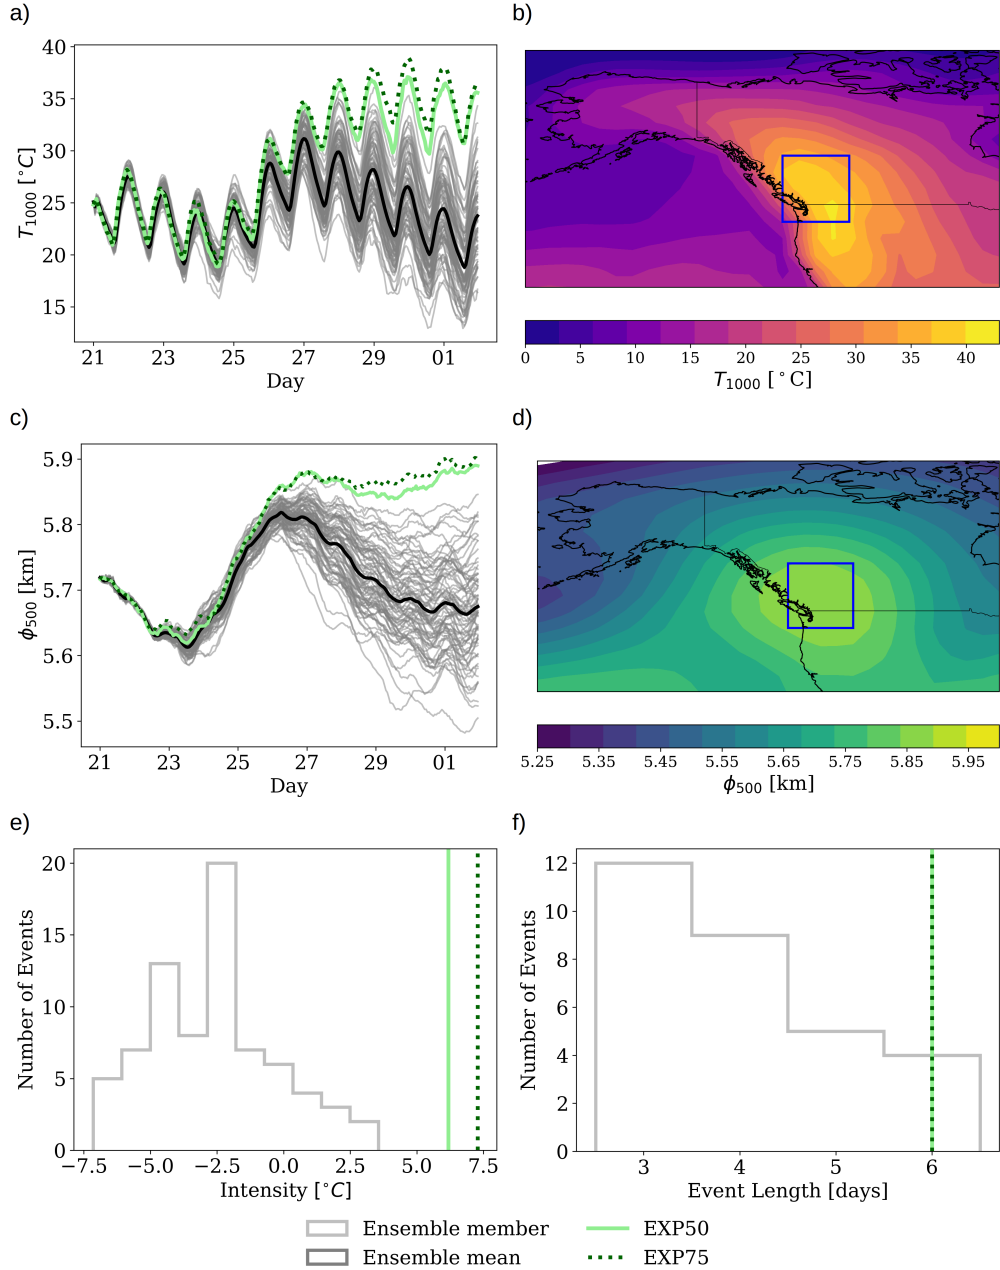 a)
40
35
30
25
20
15
T1000 [°C]
21 23 25 27 29 01
Day
b)
0 5 10 15 20 25 30 35 40
T1000 [°C]
c)
5.9
5.8
5.7
5.6
5.5
ϕ500 [km]
21 23 25 27 29 01
Day
d)
5.25 5.35 5.45 5.55 5.65 5.75 5.85 5.95
ϕ500 [km]
e)
20
15
10
5
0
Number of Events
−7.5 −5.0 −2.5 0.0 2.5 5.0 7.5
Intensity [°C]
f)
12
10
8
6
4
2
0
Number of Events
3 4 5 6
Event Length [days]
Ensemble member
Ensemble mean
EXP50
EXP75